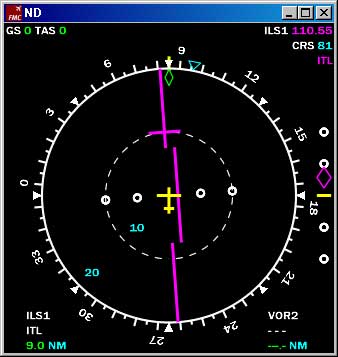 FMC ND
GS 0 TAS 0
ILS1 110.55
CRS 81
ITL
6
9
12
3
15
0
18
10
33
20
21
30
24
27
ILS1
ITL
9.0 NM
VOR2
---
--.- NM